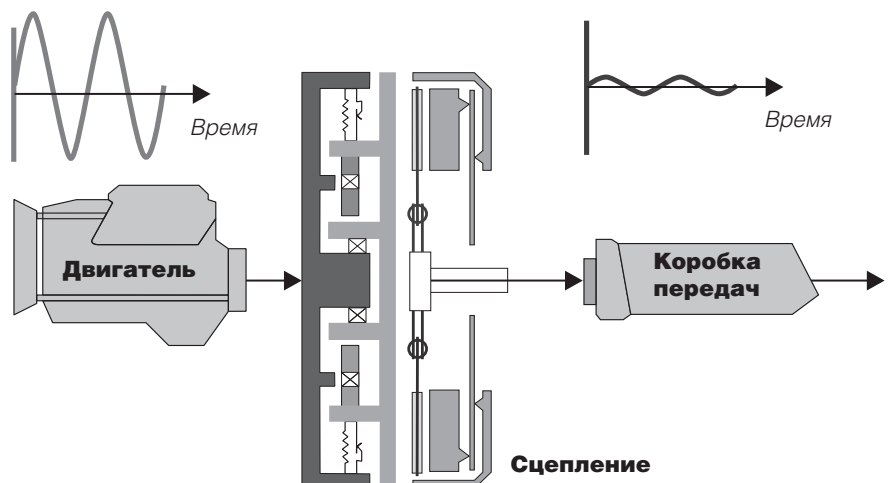 Время
Время
Двигатель
Коробка
передач
Сцепление